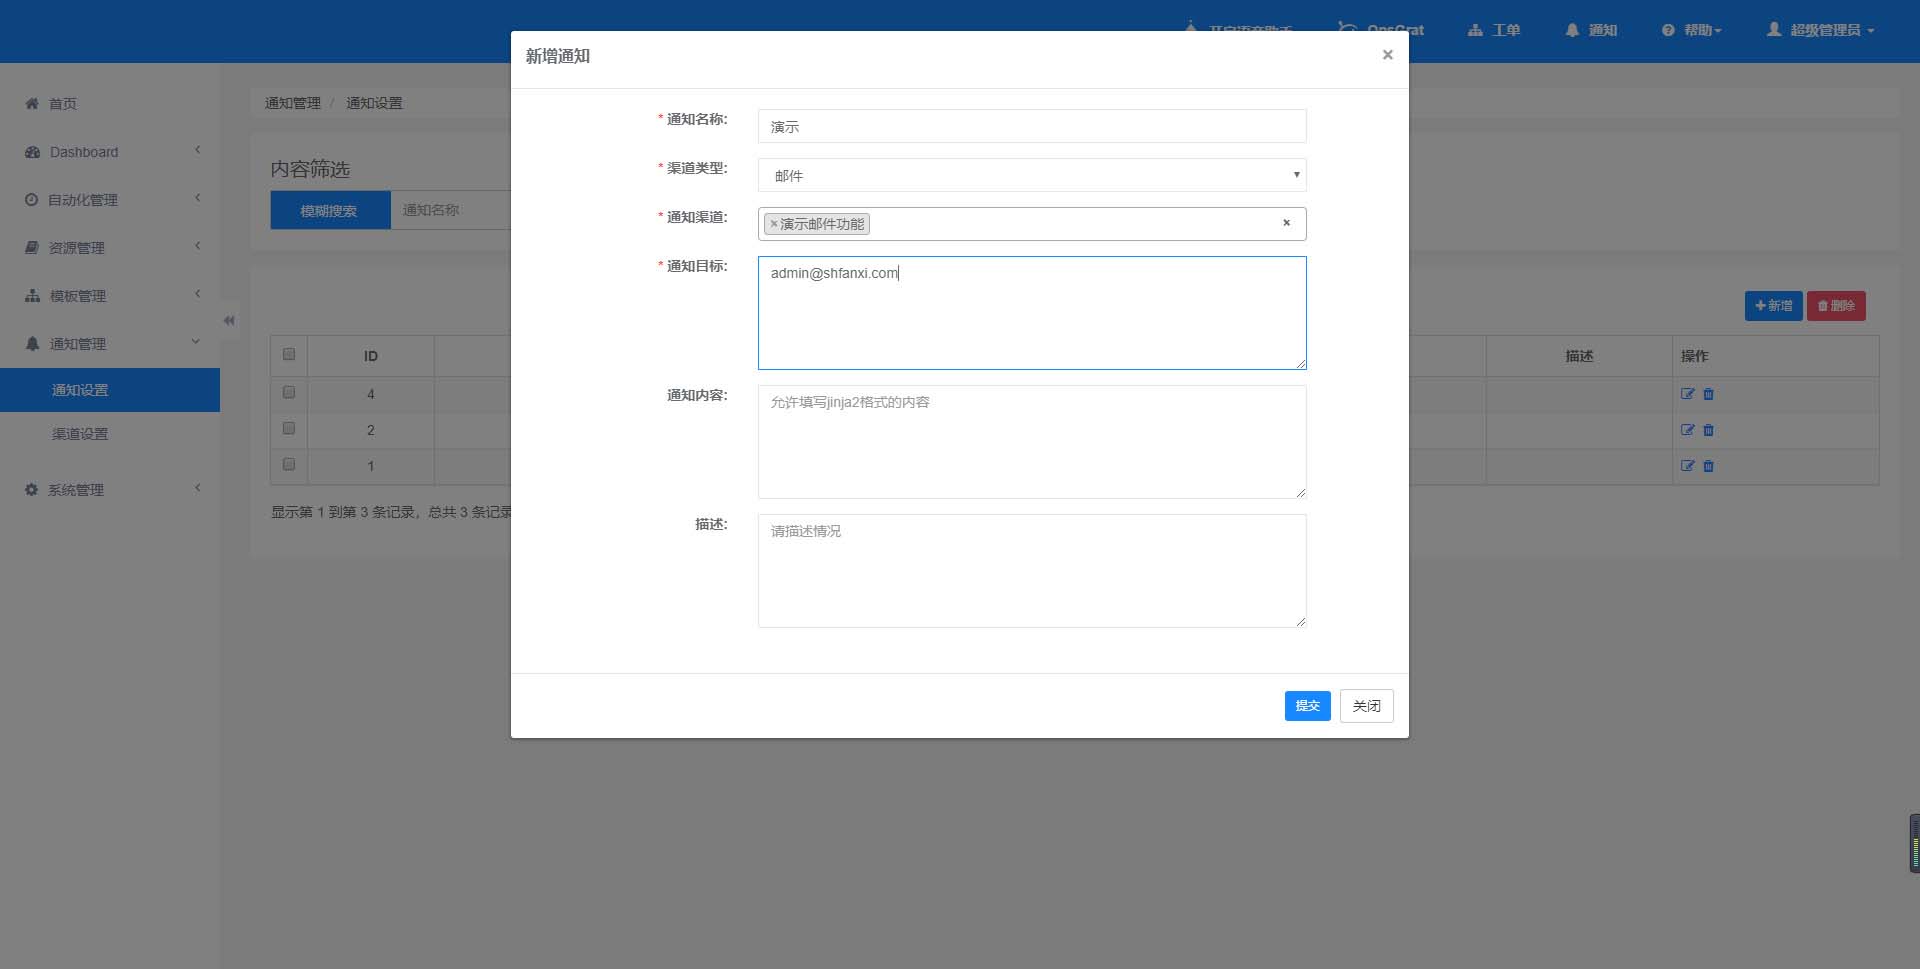 开启语音助手
OpsGrat
工单
通知
帮助
超级管理员
新增通知
×
首页
Dashboard
自动化管理
资源管理
模板管理
通知管理
通知设置
渠道设置
系统管理
通知管理 / 通知设置
内容筛选
模糊搜索
通知名称
* 通知名称:
演示
* 渠道类型:
邮件
* 通知渠道:
×演示邮件功能
×
* 通知目标:
admin@shfanxi.com
通知内容:
允许填写jinja2格式的内容
描述:
请描述情况
提交
关闭
新增
删除
ID
描述
操作
4
2
1
显示第 1 到第 3 条记录，总共 3 条记录